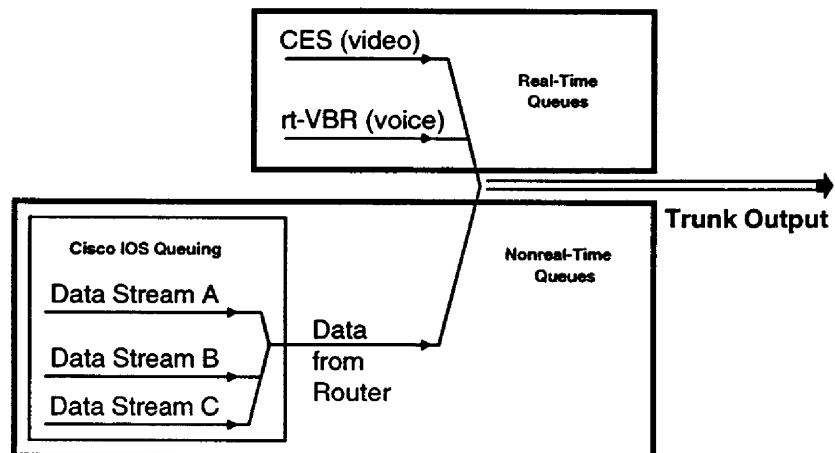 CES (video)
Real-Time
Queues
rt-VBR (voice)
Trunk Output
Cisco IOS Queuing
Nonreal-Time
Queues
Data Stream A
Data Stream B
Data Stream C
Data
from
Router